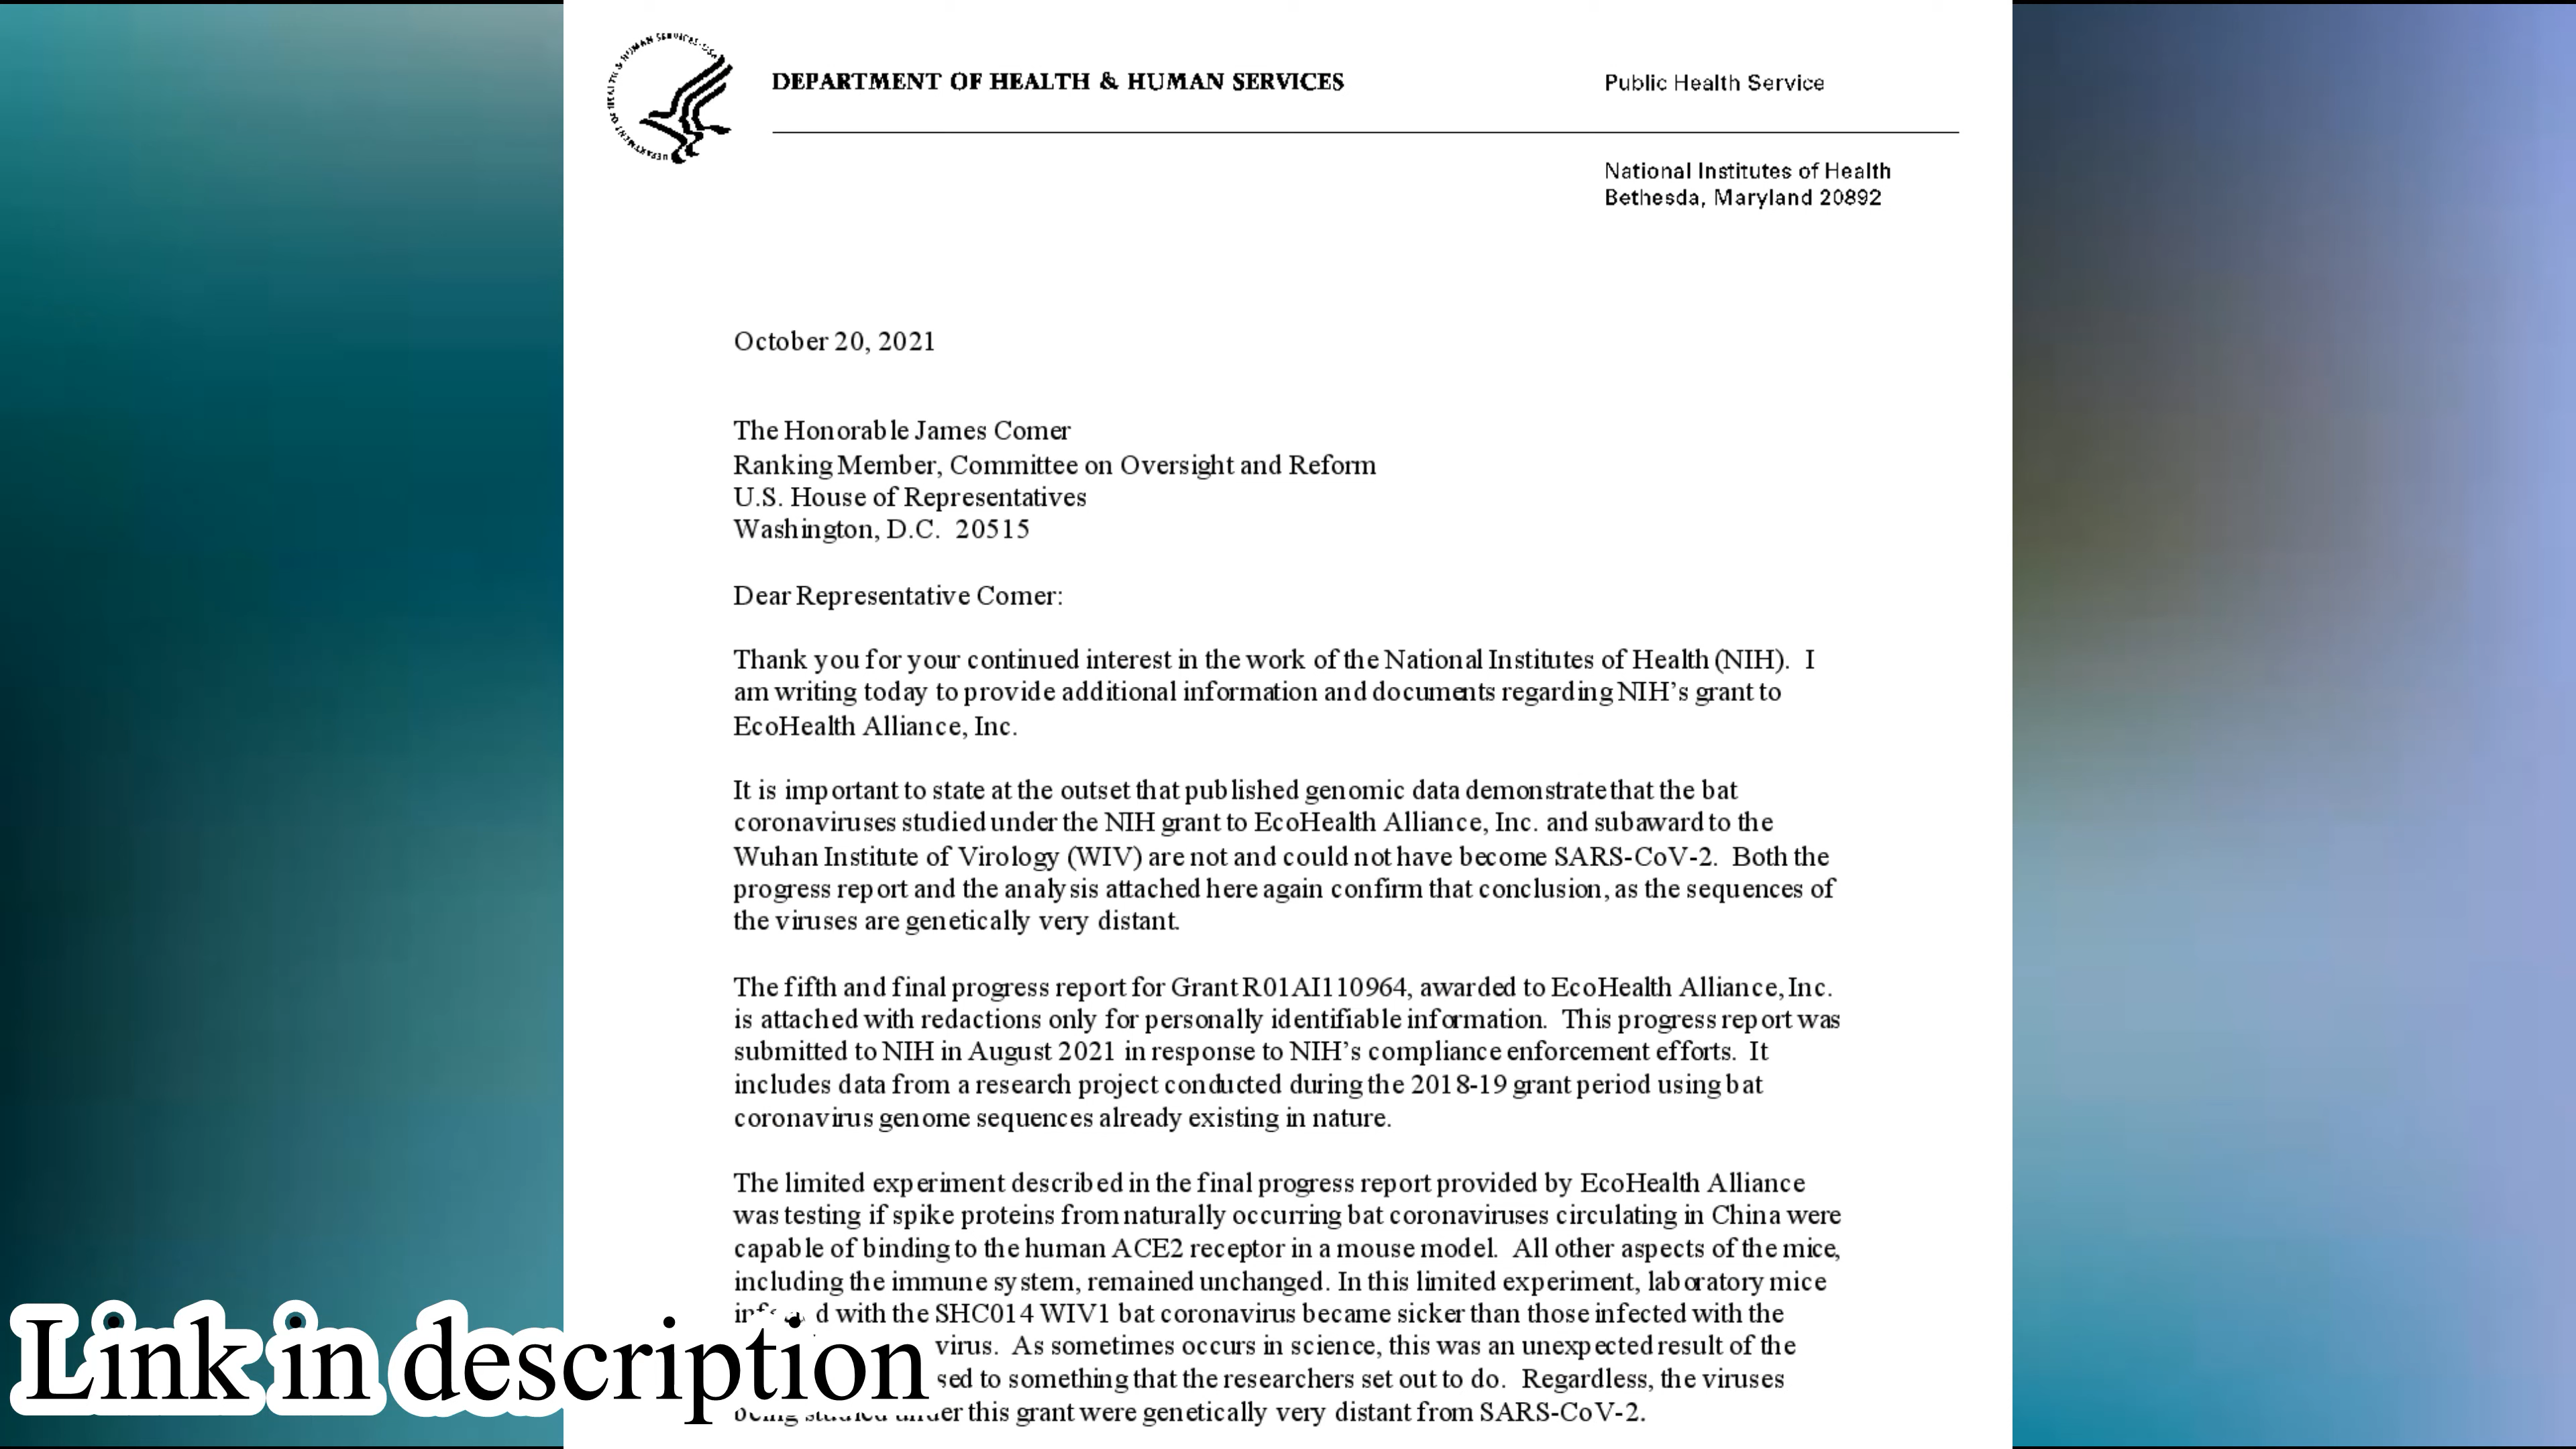 DEPARTMENT OF HEALTH & HUMAN SERVICES
Public Health Service
National Institutes of Health
Bethesda, Maryland 20892
October 20, 2021
The Honorable James Comer
Ranking Member, Committee on Oversight and Reform
U.S. House of Representatives
Washington, D.C. 20515
Dear Representative Comer:
Thank you for your continued interest in the work of the National Institutes of Health (NIH). I
am writing today to provide additional information and documents regarding NIH's grant to
EcoHealth Alliance, Inc.
It is important to state at the outset that published genomic data demonstrate that the bat
coronaviruses studied under the NIH grant to EcoHealth Alliance, Inc. and subaward to the
Wuhan Institute of Virology (WIV) are not and could not have become SARS-CoV-2. Both the
progress report and the analysis attached here again confirm that conclusion, as the sequences of
the viruses are genetically very distant.
The fifth and final progress report for Grant R01AI110964, awarded to EcoHealth Alliance, Inc.
is attached with redactions only for personally identifiable information. This progress report was
submitted to NIH in August 2021 in response to NIH's compliance enforcement efforts. It
includes data from a research project conducted during the 2018-19 grant period using bat
coronavirus genome sequences already existing in nature.
The limited experiment described in the final progress report provided by EcoHealth Alliance
was testing if spike proteins from naturally occurring bat coronaviruses circulating in China were
capable of binding to the human ACE2 receptor in a mouse model. All other aspects of the mice,
including the immune system, remained unchanged. In this limited experiment, laboratory mice
with the SHC014 WIV1 bat coronavirus became sicker than those infected with the
virus. As sometimes occurs in science, this was an unexpected result of the
to something that the researchers set out to do. Regardless, the viruses
being studied under this grant were genetically very distant from SARS-CoV-2.
Link in description